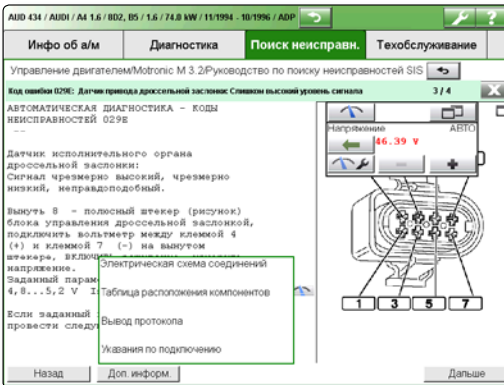 AUD 434 / AUDI / A4 1.6 / 8D2, B5 / 1.6 / 74.0 kW / 11/1994 - 10/1996 / ADP
?
Инфо об а/м
Диагностика
Поиск неисправн.
Техобслуживание
Управление двигателем/Motronic M 3.2/Руководство по поиску неисправностей SIS
Код ошибки 029E: Датчик привода дроссельной заслонки: Слишком высокий уровень сигнала
3 / 4
X
АВТОМАТИЧЕСКАЯ ДИАГНОСТИКА - КОДЫ
НЕИСПРАВНОСТЕЙ 029E
--
Датчик исполнительного органа
дроссельной заслонки:
Сигнал чрезмерно высокий, чрезмерно
низкий, неправдоподобный.
Вынуть 8 - полюсный штекер (рисунок)
блока управления дроссельной заслонкой,
подключить вольтметр между клеммой 4
(+) и клеммой 7 (-) на вынутом
штекере, включить
напряжение.
Заданный
4,8...5,2 V
Если заданный
провести
Электрическая схема соединений
Таблица расположения компонентов
Вывод протокола
Указания по подключению
Напряжение
АВТО
46.39 V
-
+
1
3
5
7
Назад
Доп. информ.
Дальше